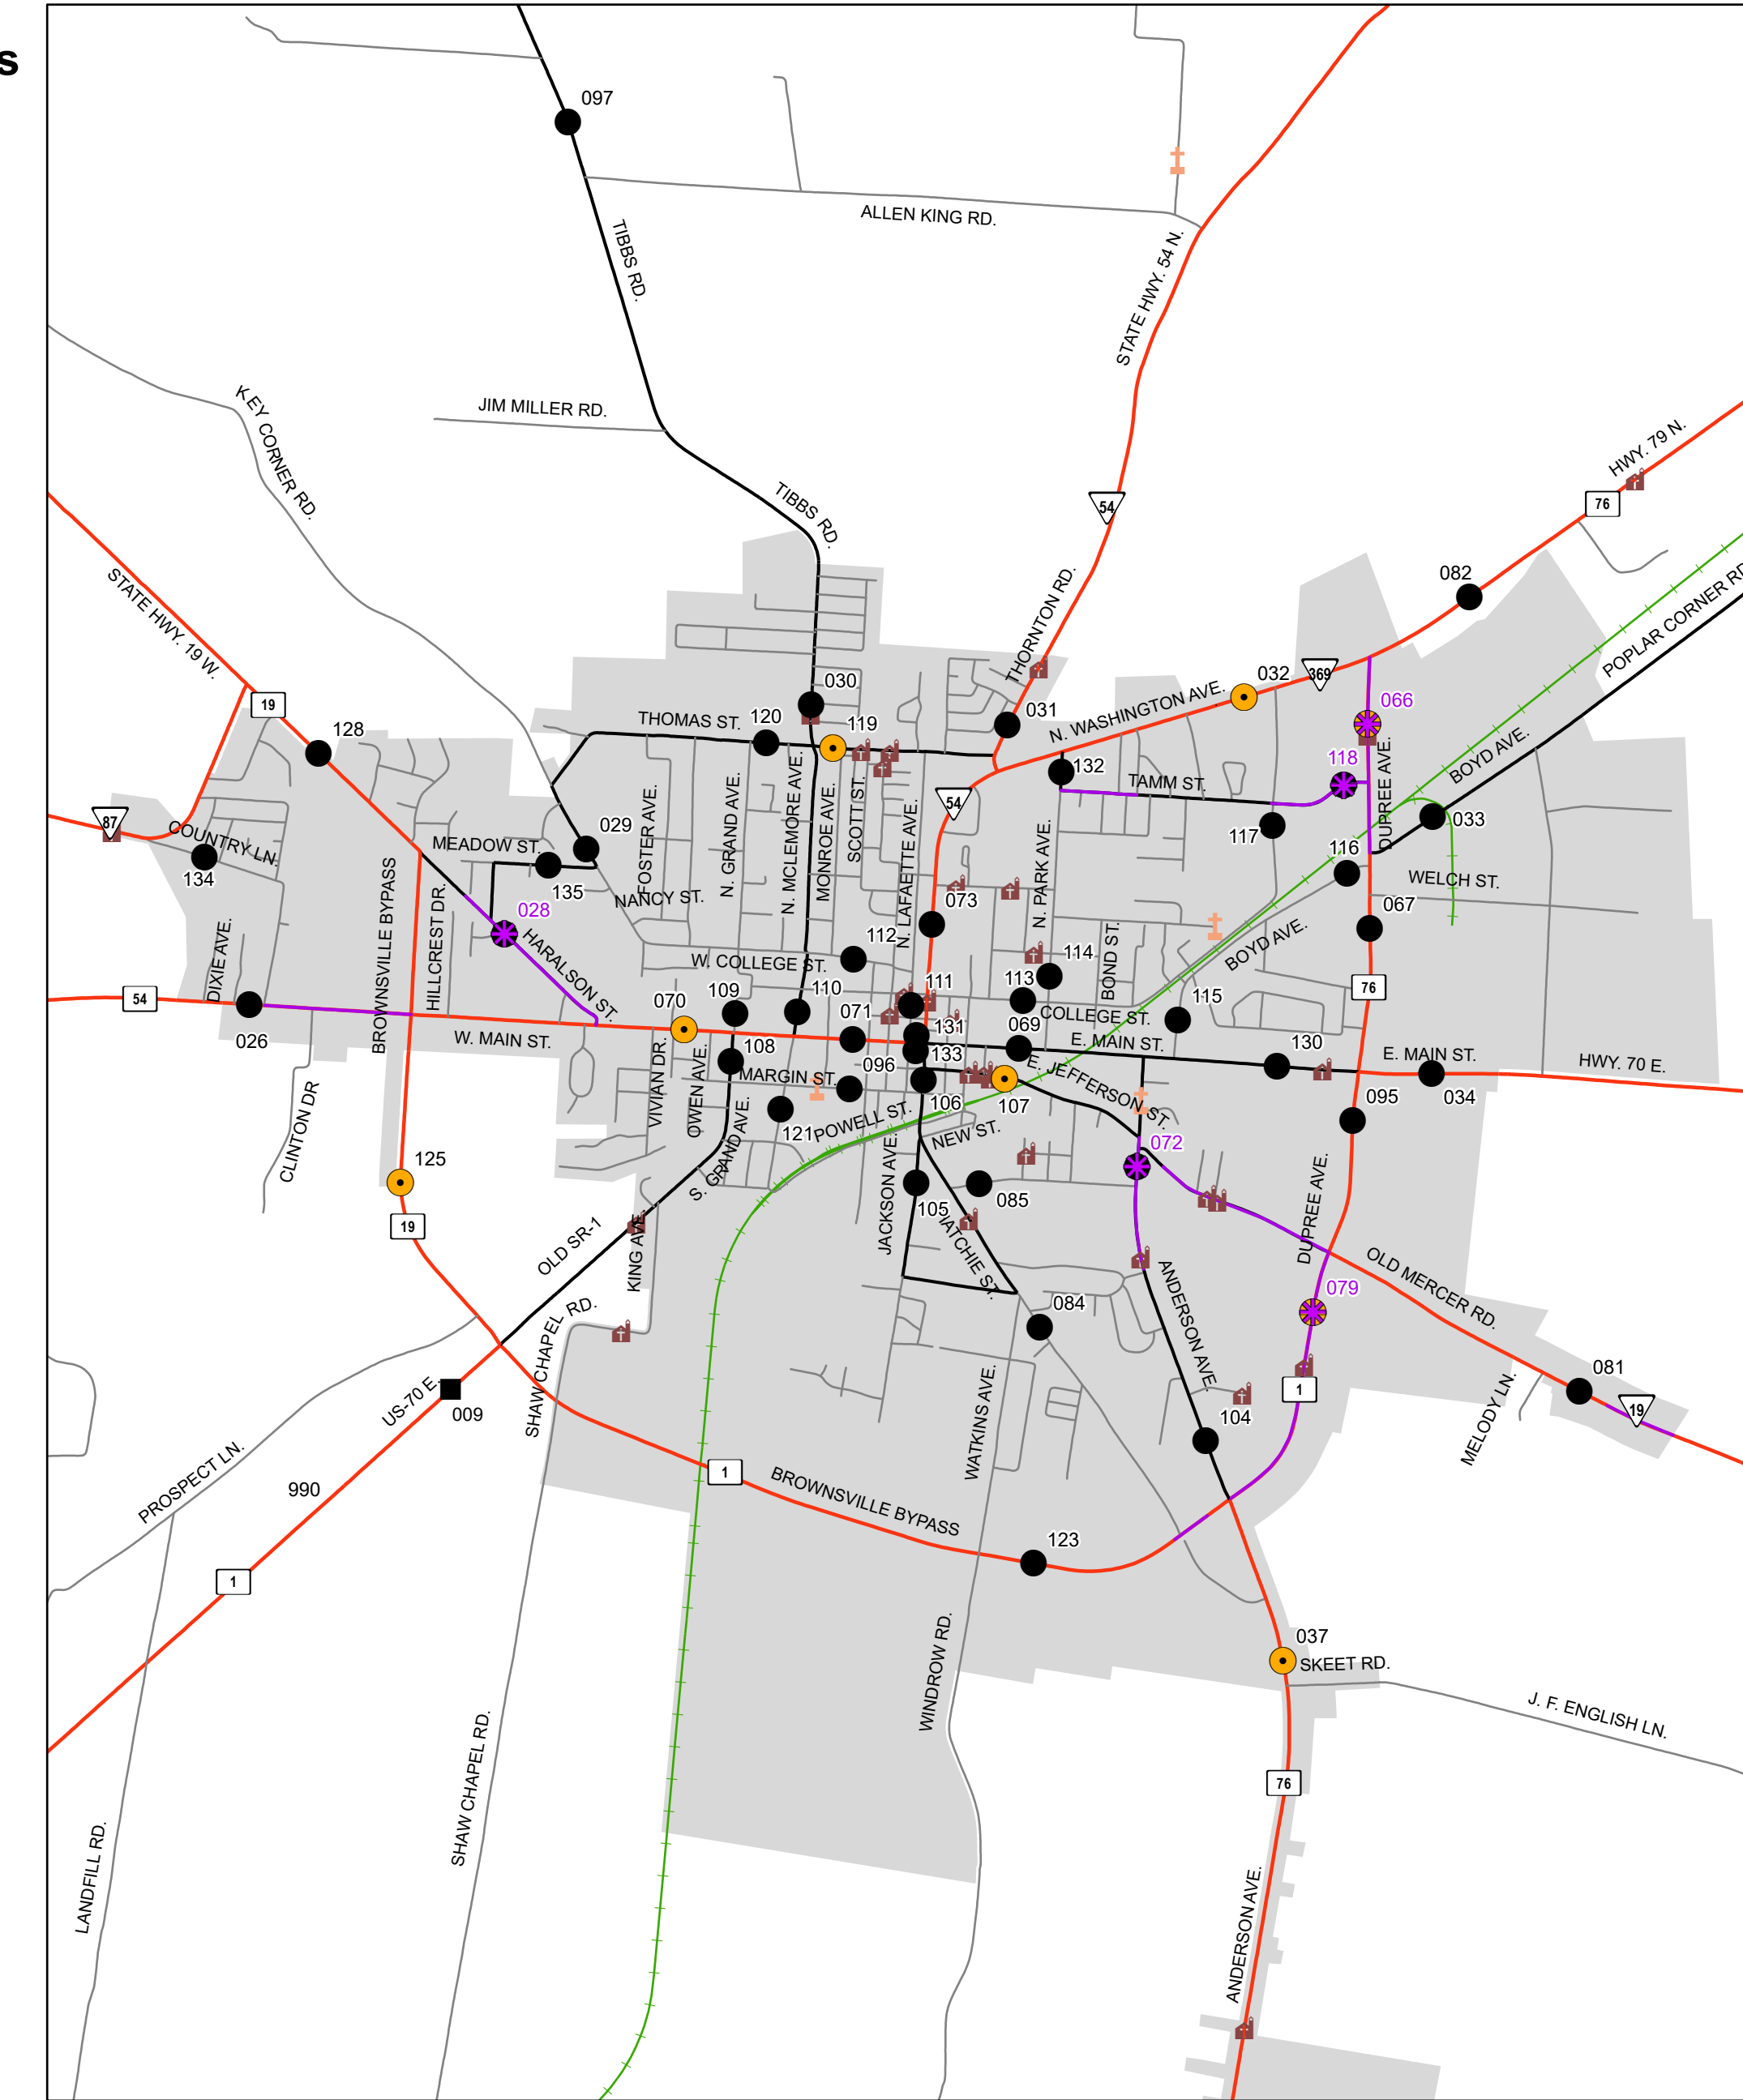 s
097
ALLEN KING RD.
TIBBS RD.
STATE HWY. 54 N.
KEY CORNER RD.
JIM MILLER RD.
HWY. 79 N.
76
TIBBS RD.
54
STATE HWY. 19 W.
THORNTON RD.
082
POPLAR CORNER RD
19
030
032
369
128
THOMAS ST.
120
119
031
N. WASHINGTON AVE.
066
118
132
TAMM ST.
DUPREE AVE.
BOYD AVE.
87
COUNTRY LN.
134
MEADOW ST.
029
135
FOSTER AVE.
N. GRAND AVE.
N. MCLEMORE AVE.
MONROE AVE.
SCOTT ST.
N. LAFAETTE AVE.
54
N. PARK AVE.
117
033
116
WELCH ST.
028
NANCY ST.
073
067
BROWNSVILLE BYPASS
HILLCREST DR.
HARALSON ST.
112
W. COLLEGE ST.
114
BOND ST.
BOYD AVE.
DIXIE AVE.
54
026
070
109
110
071
111
113
COLLEGE ST.
115
76
W. MAIN ST.
131
069
E. MAIN ST.
130
E. MAIN ST.
HWY. 70 E.
108
133
VIVIAN DR.
OWEN AVE.
MARGIN ST.
096
E. JEFFERSON ST.
034
095
CLINTON DR
106
107
121
POWELL ST.
NEW ST.
072
125
S. GRAND AVE.
JACKSON AVE.
105
085
19
OLD SR-1
KING AVE.
HATCHIE ST.
DUPREE AVE.
OLD MERCER RD.
ANDERSON AVE.
079
084
SHAW CHAPEL RD.
081
1
US-70 E.
009
WATKINS AVE.
104
MELODY LN.
19
PROSPECT LN.
990
1
BROWNSVILLE BYPASS
123
1
WINDROW RD.
037
SKEET RD.
J. F. ENGLISH LN.
SHAW CHAPEL RD.
76
LANDFILL RD.
ANDERSON AVE.